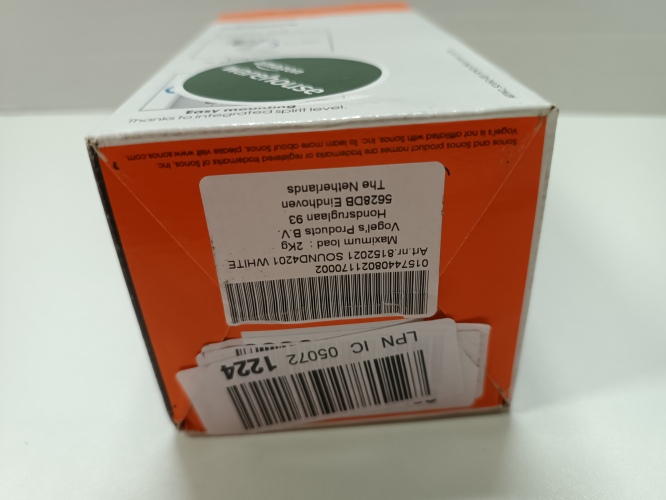 amazon
warehouse
Easy mounting
Thanks to integrated spirit level.
Sonos and Sonos product names are trademarks or registered trademarks of Sonos, Inc.
Vogel's is not affiliated with Sonos, Inc. To learn more about Sonos, please visit www.sonos.com
01574408021170002
Art.nr.8152021 SOUND4201 WHITE
Maximum load : 2Kg
Vogel's Products B.V.
Hondsruglaan 93
5628DB Eindhoven
The Netherlands
LPN IC 05072 1224